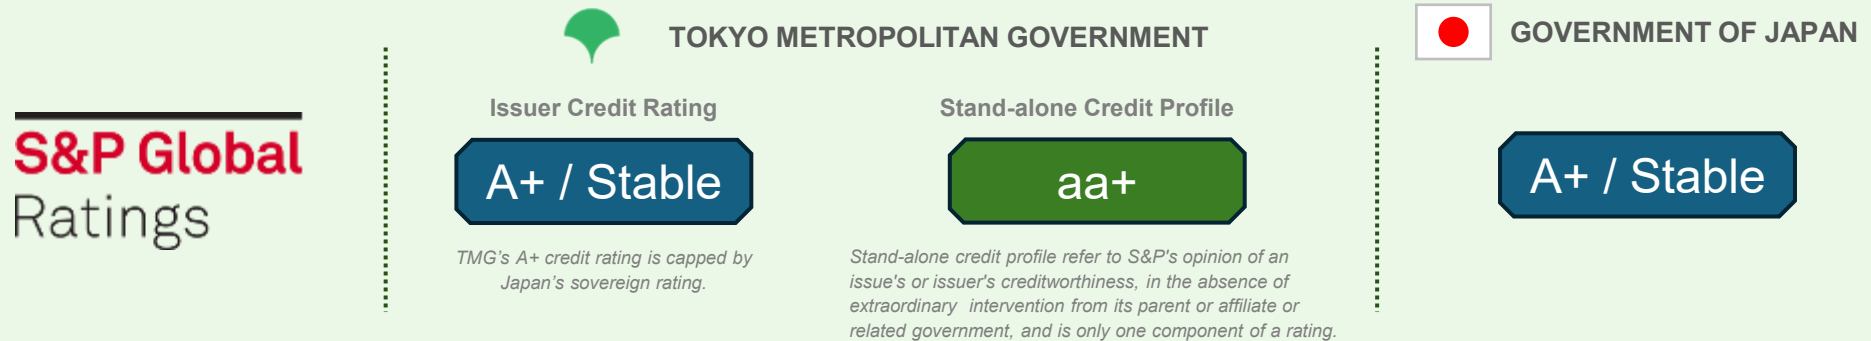 S&P Global
Ratings
TOKYO METROPOLITAN GOVERNMENT
Issuer Credit Rating
A+ / Stable
TMG's A+ credit rating is capped by
Japan's sovereign rating.
Stand-alone Credit Profile
aa+
Stand-alone credit profile refer to S&P's opinion of an
issue's or issuer's creditworthiness, in the absence of
extraordinary  intervention from its parent or affiliate or
related government, and is only one component of a rating.
GOVERNMENT OF JAPAN
A+ / Stable